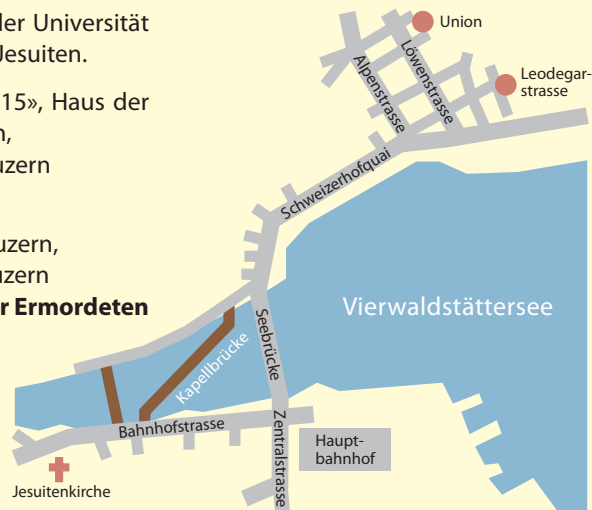 der Universität
Jesuiten.
15», Haus der
uzern
uzern,
uzern
r Ermordeten
Union
Leodegar-
strasse
Alpenstrasse
Löwenstrasse
Schweizerhofquai
Vierwaldstättersee
Seebrücke
Kapellbrücke
Bahnhofstrasse
Zentralstrasse
Haupt-
bahnhof
Jesuitenkirche